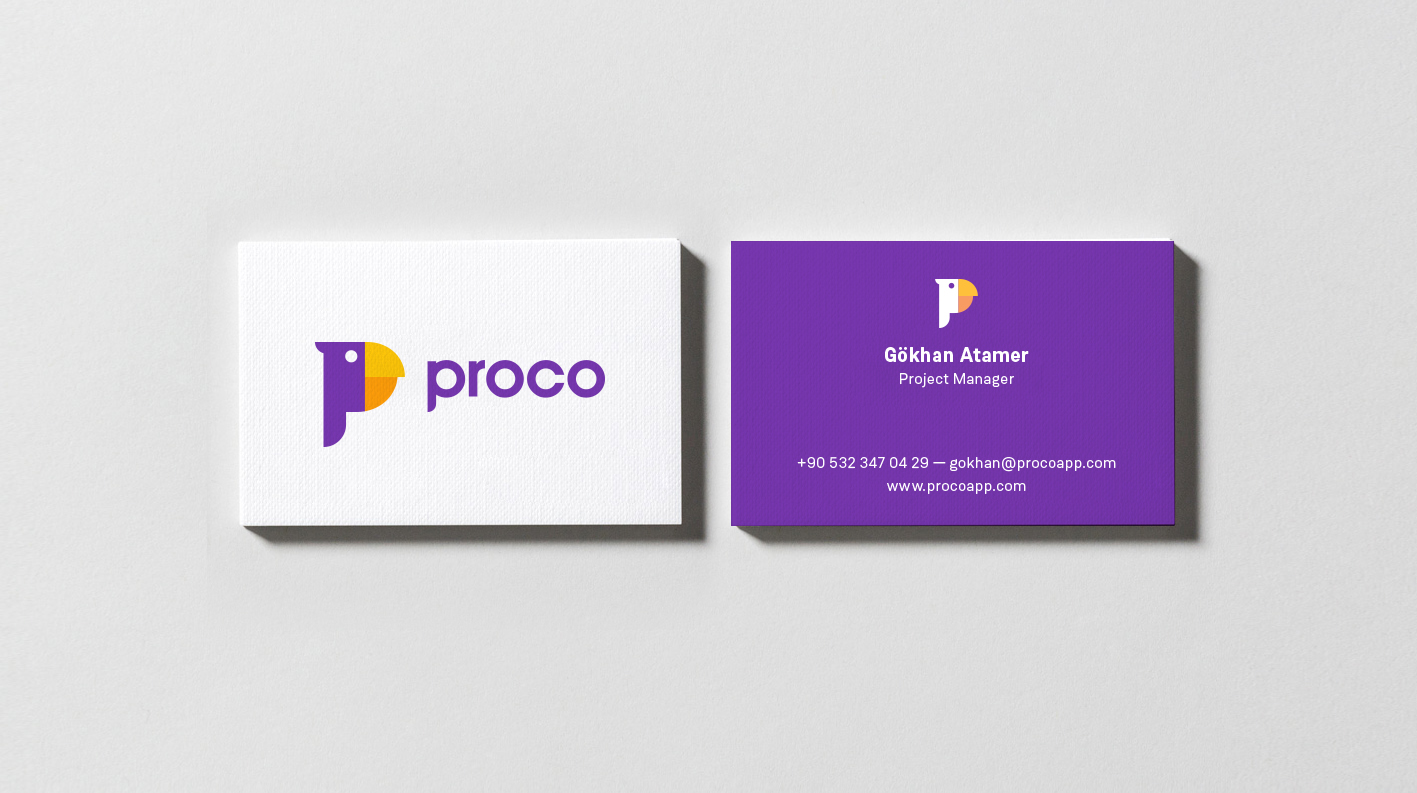 proco
Gökhan Atamer
Project Manager
+90 532 347 04 29 — gokhan@procoapp.com
www.procoapp.com